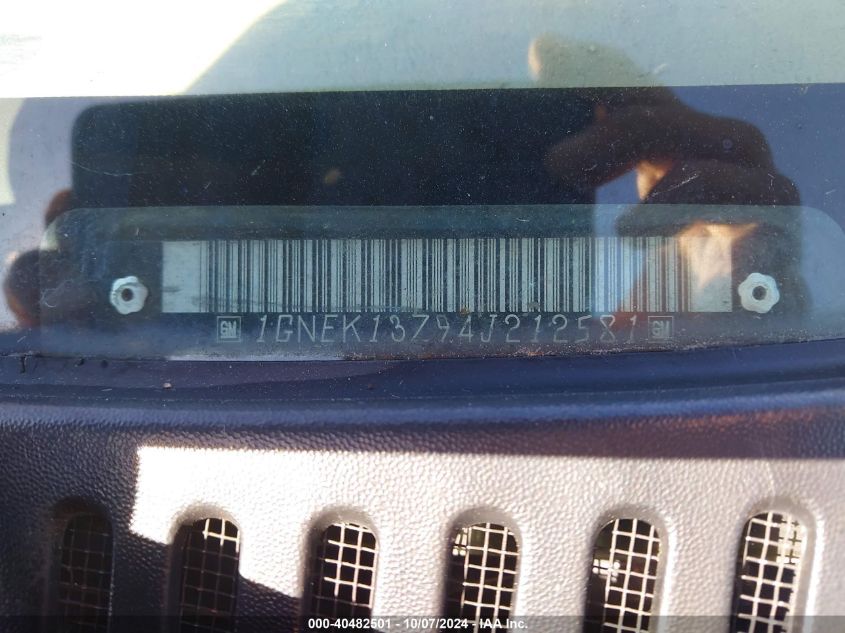 GM 1GNEK13Z94J212581 GM
000-40482501 - 10/07/2024 - IAA Inc.